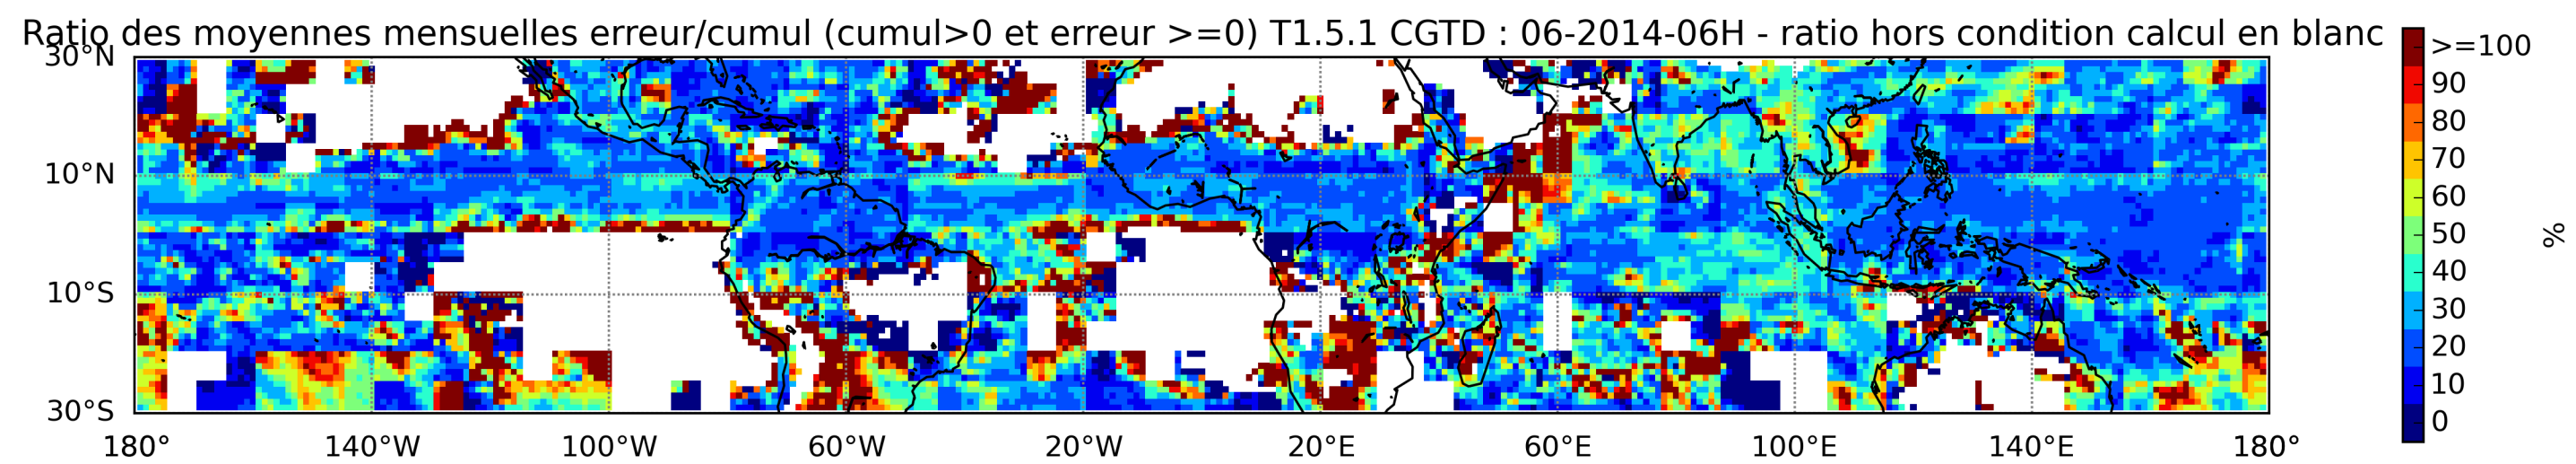 Ratio des moyennes mensuelles erreur/cumul (cumul>0 et erreur >=0) T1.5.1 CGTD : 06-2014-06H - ratio hors condition calcul en blanc
30°N
10°N
10°S
30°S
180° 140°W 100°W 60°W 20°W 20°E 60°E 100°E 140°E 180°
>=100
90
80
70
60
50
40
30
20
10
0
%